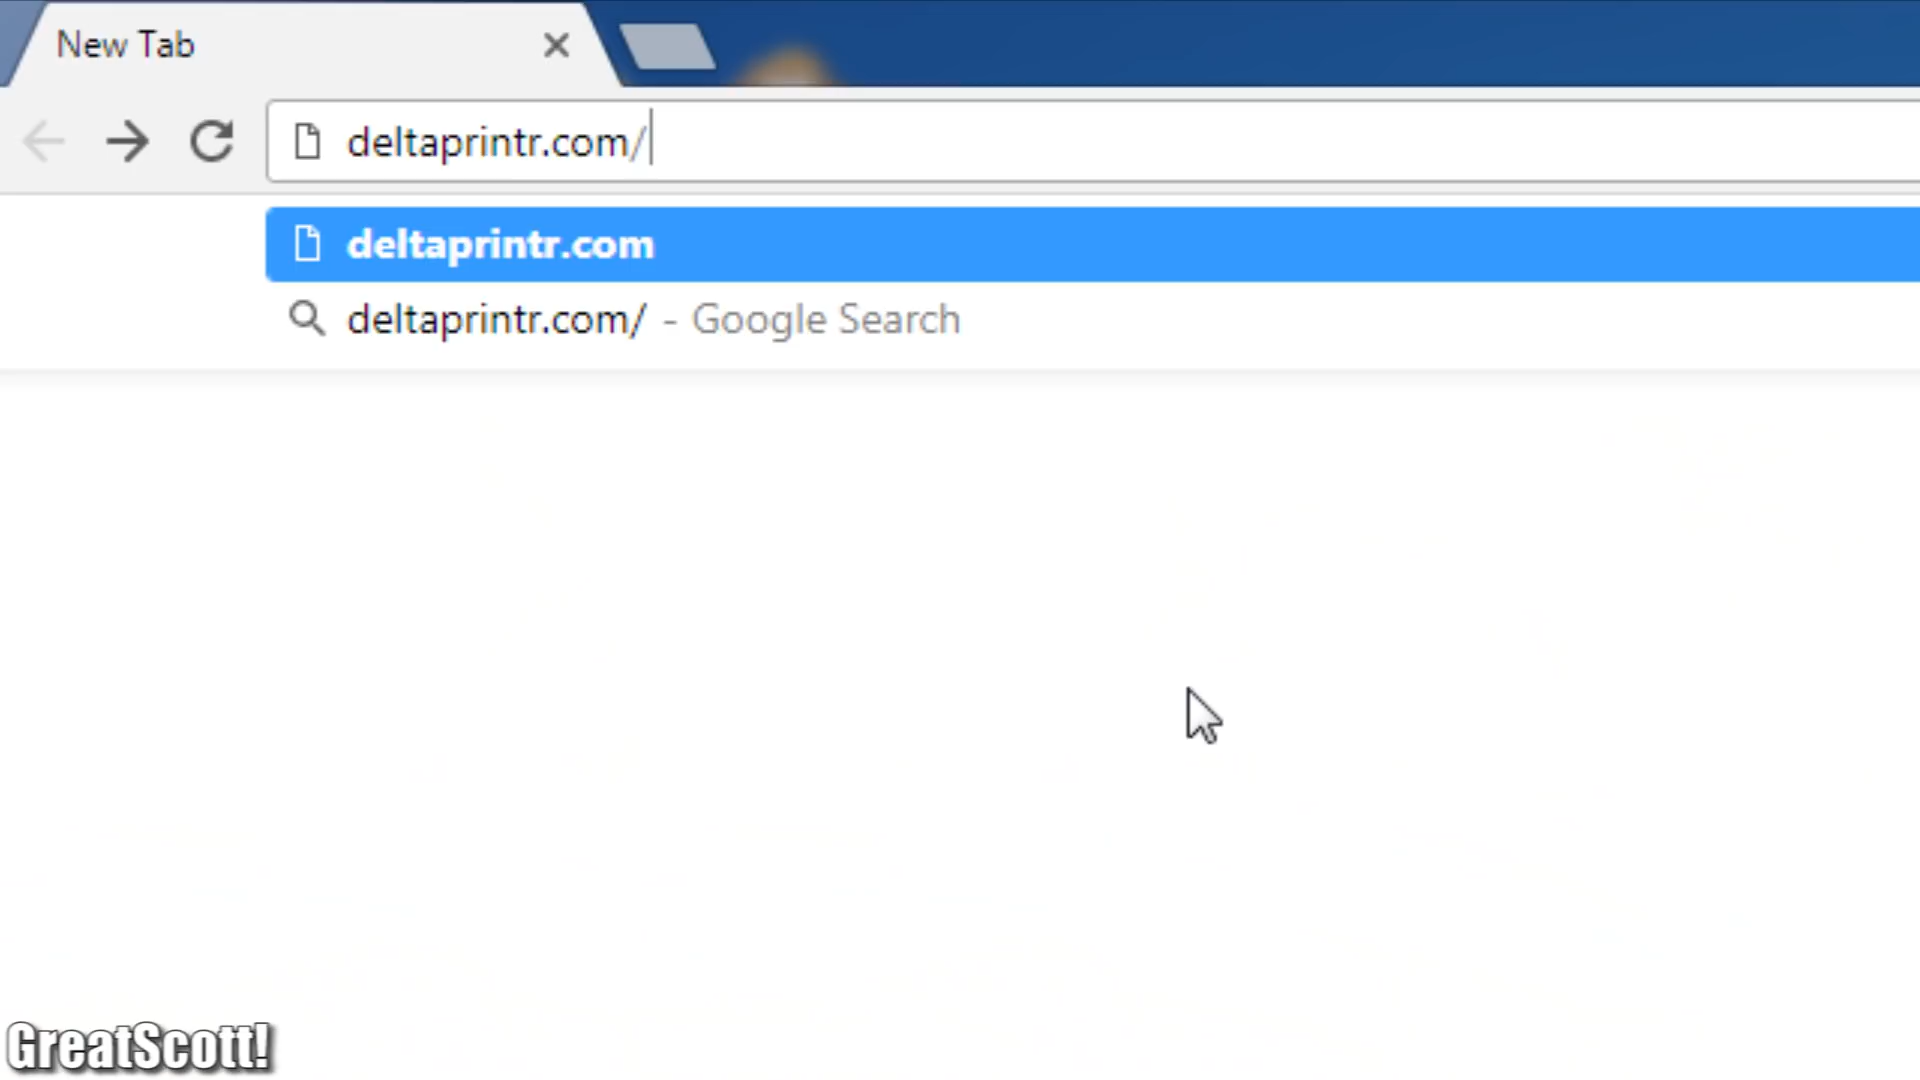 New Tab
deltaprintr.com/
deltaprintr.com
deltaprintr.com/ - Google Search
GreatScott!